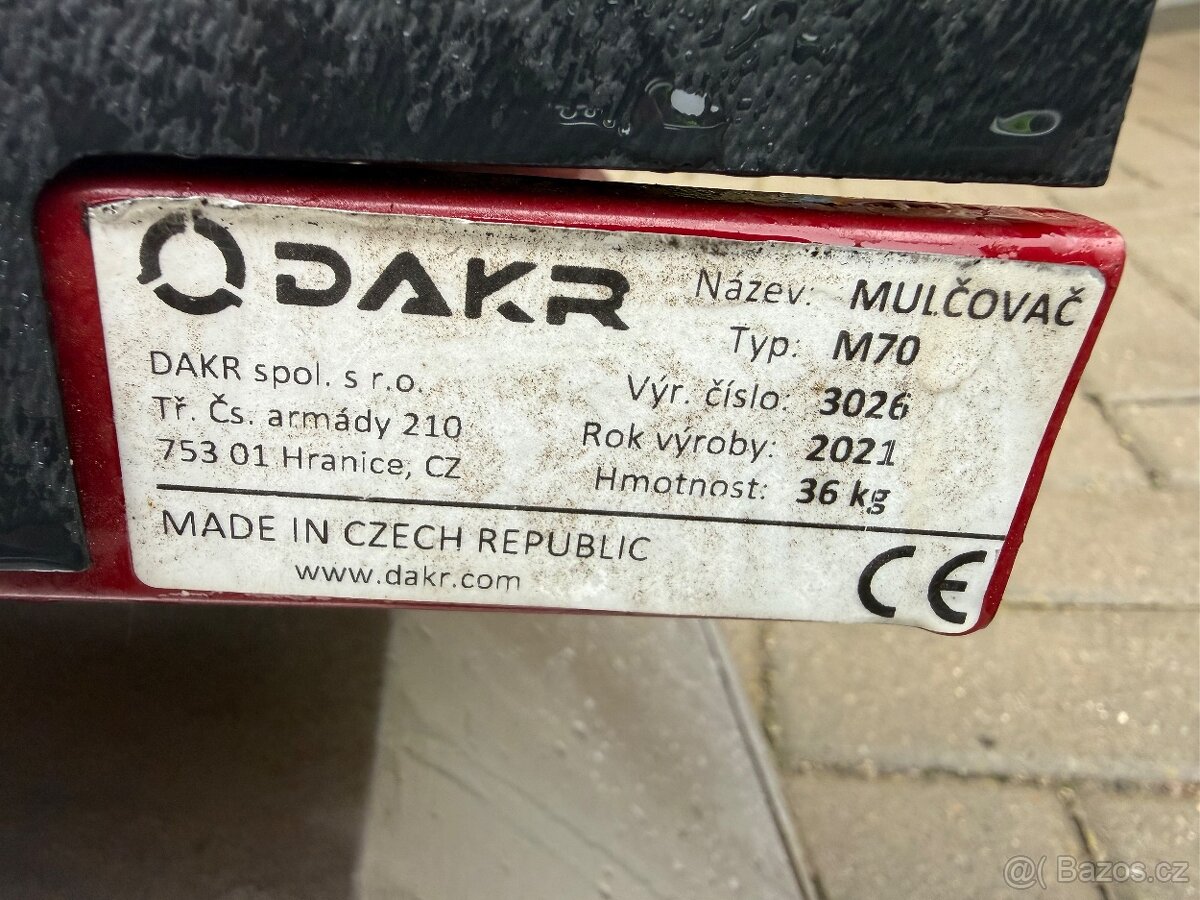 DAKR
DAKR spol. s r.o.
Tř. Čs. armády 210
753 01 Hranice, CZ
Název: MULČOVAČ
Typ: M70
Výr. číslo: 3026
Rok výroby: 2021
Hmotnost: 36 kg
MADE IN CZECH REPUBLIC
www.dakr.com
CE
Bazos.cz